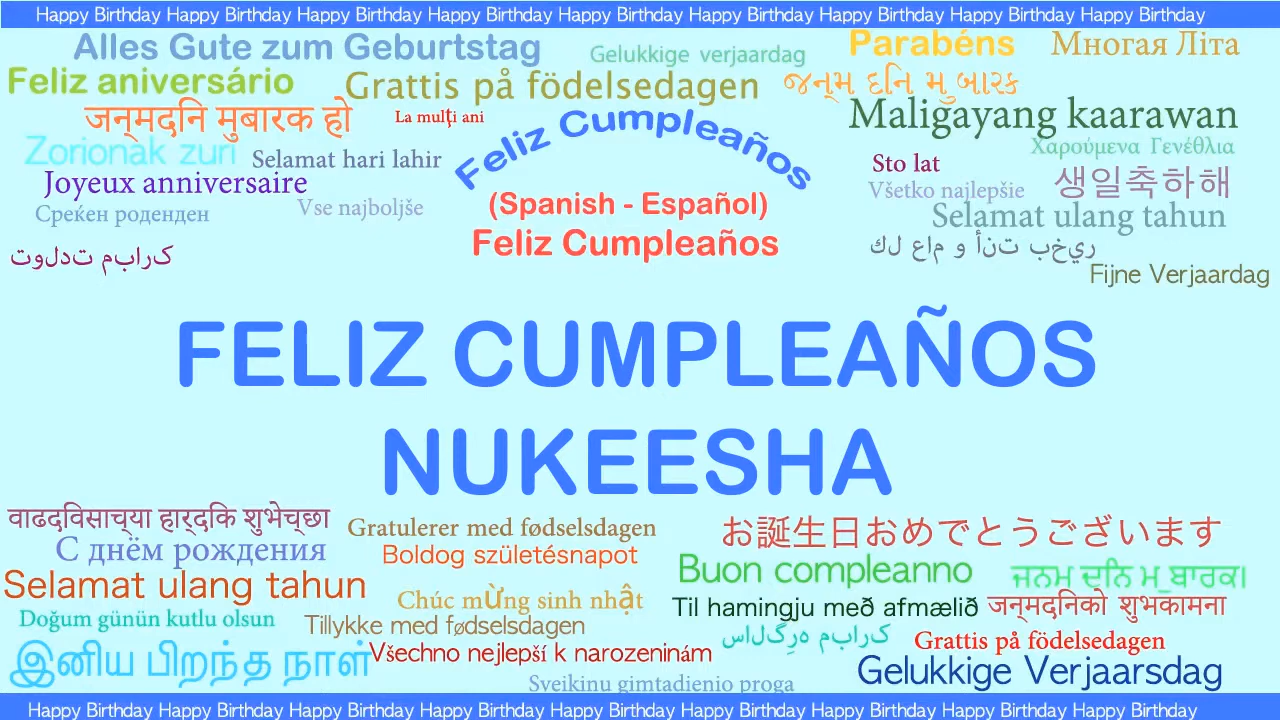 Happy Birthday Happy Birthday Happy Birthday Happy Birthday Happy Birthday Happy Birthday Happy Birthday Happy Birthday Happy Birthday
Alles Gute zum Geburtstag
Gelukkige verjaardag
Parabéns
Многая Літа
Feliz aniversário
Grattis på födelsedagen
જન્મ દિન મુબારક
जन्मदिन मुबारक हो
La mulţi ani
Feliz Cumpleaños
Maligayang kaarawan
Zorionak zuri
Selamat hari lahir
Χαρούμενα Γενέθλια
Sto lat
Joyeux anniversaire
(Spanish - Español)
Všetko najlepšie
생일축하해
Среќен роденден
Vse najboljše
Selamat ulang tahun
تولدت مبارک
Feliz Cumpleaños
كل عام و أنت بخير
Fijne Verjaardag
FELIZ CUMPLEAÑOS
NUKEESHA
वाढदिवसाच्या हार्दिक शुभेच्छा
Gratulerer med fødselsdagen
お誕生日おめでとうございます
С днём рождения
Boldog születésnapot
Buon compleanno
ਜਨਮ ਦਿਨ ਮੁਬਾਰਕ।
Selamat ulang tahun
Chúc mừng sinh nhật
Til hamingju með afmælið
जन्मदिनको शुभकामना
Doğum günün kutlu olsun
Tillykke med fødselsdagen
سالگرہ مبارک
Grattis på födelsedagen
இனிய பிறந்த நாள்
Všechno nejlepší k narozeninám
Gelukkige Verjaarsdag
Sveikinu gimtadienio proga
Happy Birthday Happy Birthday Happy Birthday Happy Birthday Happy Birthday Happy Birthday Happy Birthday Happy Birthday Happy Birthday